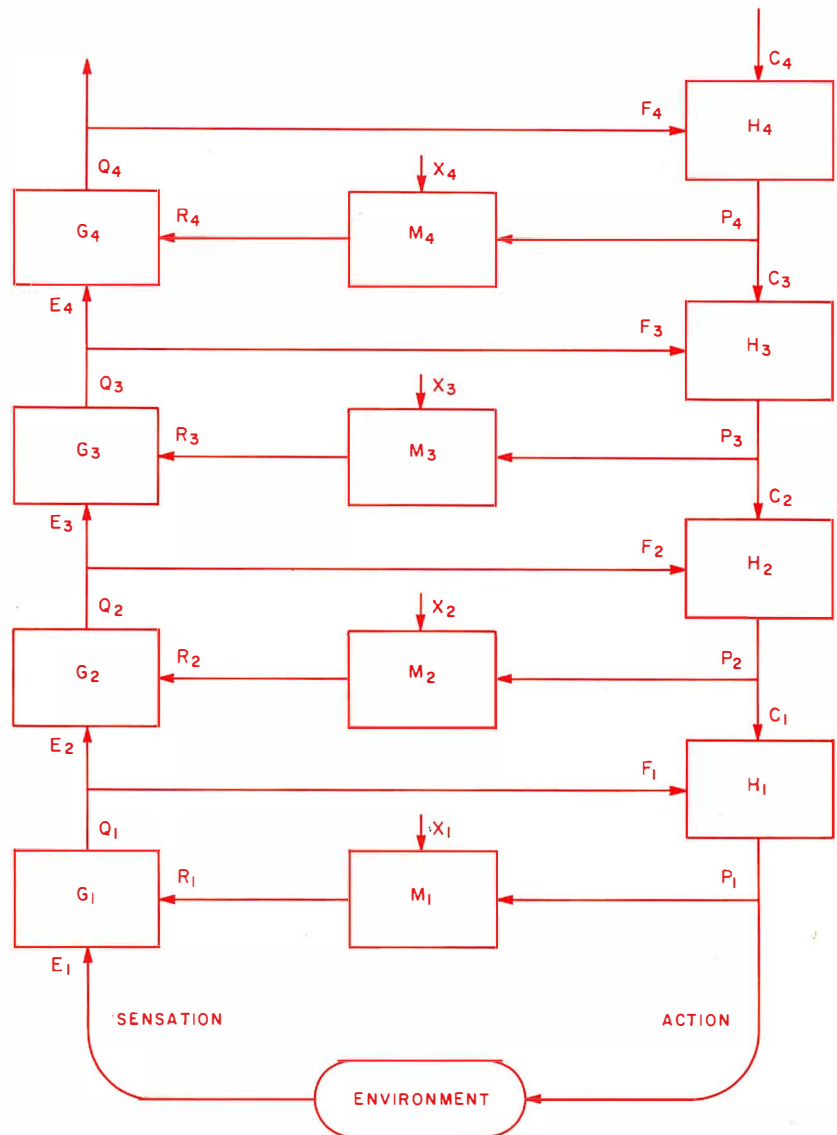 C4
F4
H4
Q4
X4
G4
R4
M4
P4
C3
E4
F3
H3
Q3
X3
G3
R3
M3
P3
C2
E3
F2
H2
Q2
X2
G2
R2
M2
P2
C1
E2
F1
H1
Q1
X1
G1
R1
M1
P1
E1
SENSATION
ACTION
ENVIRONMENT